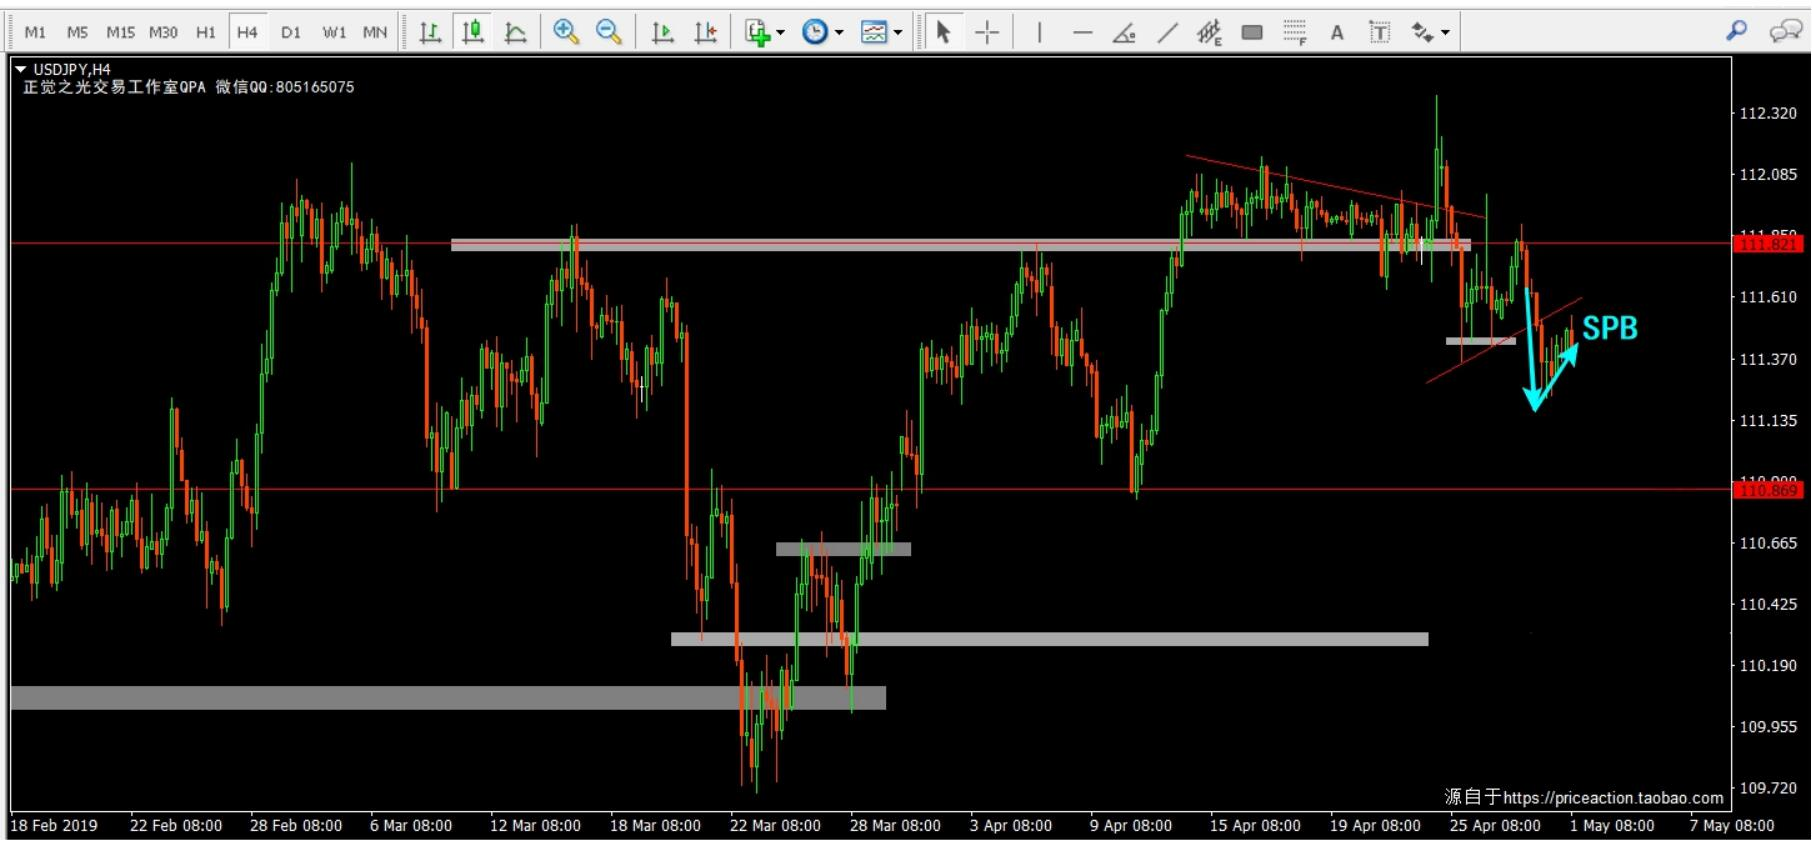 M1 M5 M15 M30 H1 H4 D1 W1 MN E F A T
USDJPY,H4
正觉之光交易工作室QPA 微信QQ:805165075
112.320
112.085
111.821
111.610
SPB
111.370
111.135
110.869
110.665
110.425
110.190
109.955
109.720
源自于https://priceaction.taobao.com
18 Feb 2019 22 Feb 08:00 28 Feb 08:00 6 Mar 08:00 12 Mar 08:00 18 Mar 08:00 22 Mar 08:00 28 Mar 08:00 3 Apr 08:00 9 Apr 08:00 15 Apr 08:00 19 Apr 08:00 25 Apr 08:00 1 May 08:00 7 May 08:00